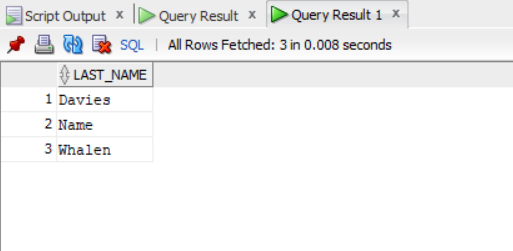 Script Output x Query Result x Query Result 1 x
SQL | All Rows Fetched: 3 in 0.008 seconds
LAST_NAME
1 Davies
2 Name
3 Whalen